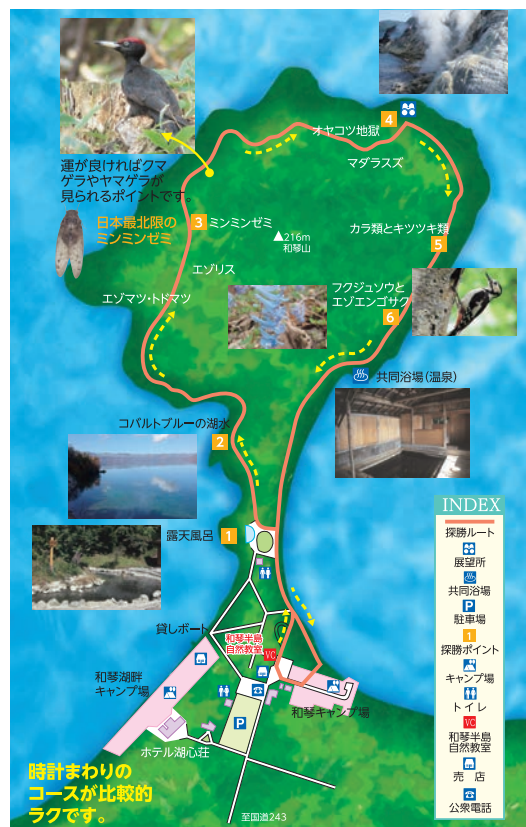 運が良ければクマ
ゲラやヤマゲラが
見られるポイントです。
日本最北限の
ミンミンゼミ
3 ミンミンゼミ
4
オヤコツ地獄
マダラスズ
216m
和琴山
カラ類とキツツキ類
5
エゾリス
エゾマツ・トドマツ
フクジュソウと
エゾエンゴサク
6
共同浴場(温泉)
コバルトブルーの湖水
2
露天風呂 1
貸しボート
和琴半島
自然教室
VC
和琴湖畔
キャンプ場
和琴キャンプ場
P
ホテル湖心荘
時計まわりの
コースが比較的
ラクです。
至国道243
INDEX
探勝ルート
展望所
共同浴場
P
駐車場
1
探勝ポイント
キャンプ場
トイレ
VC
和琴半島
自然教室
売 店
公衆電話